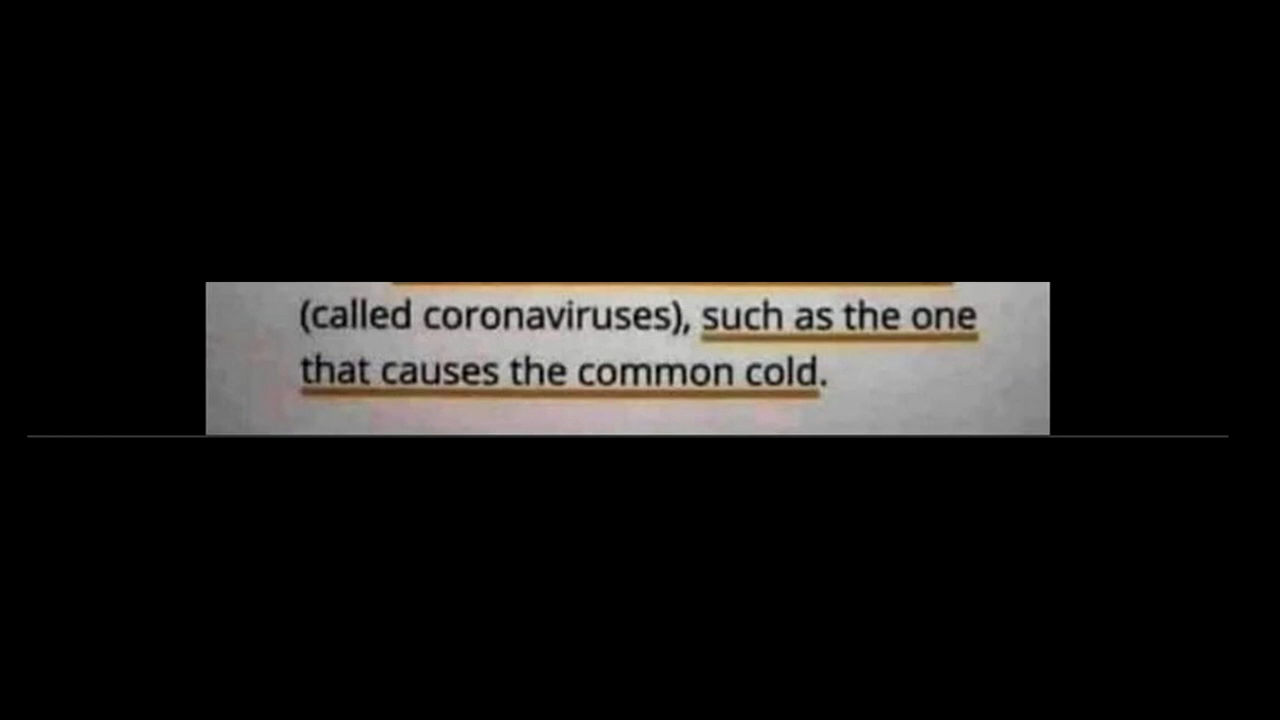 (called coronaviruses), such as the one
that causes the common cold.